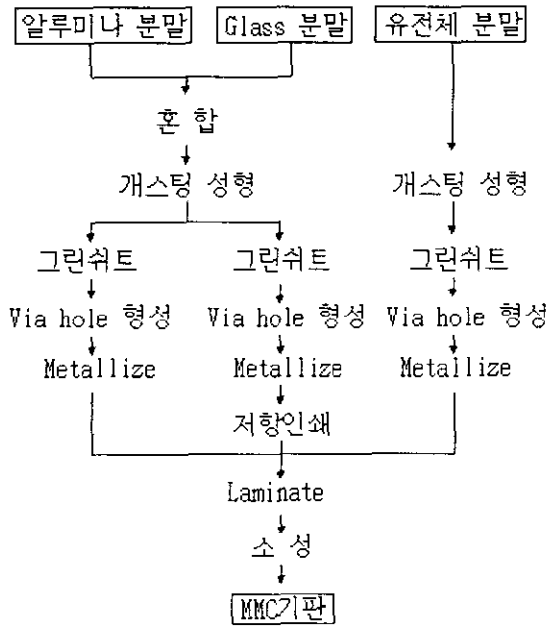 알루미나 분말 Glass 분말 유전체 분말
혼 합
개스팅 성형 개스팅 성형
그린쉬트 그린쉬트 그린쉬트
Via hole 형성 Via hole 형성 Via hole 형성
Metallize Metallize Metallize
저항인쇄
Laminate
소 성
MMC기판